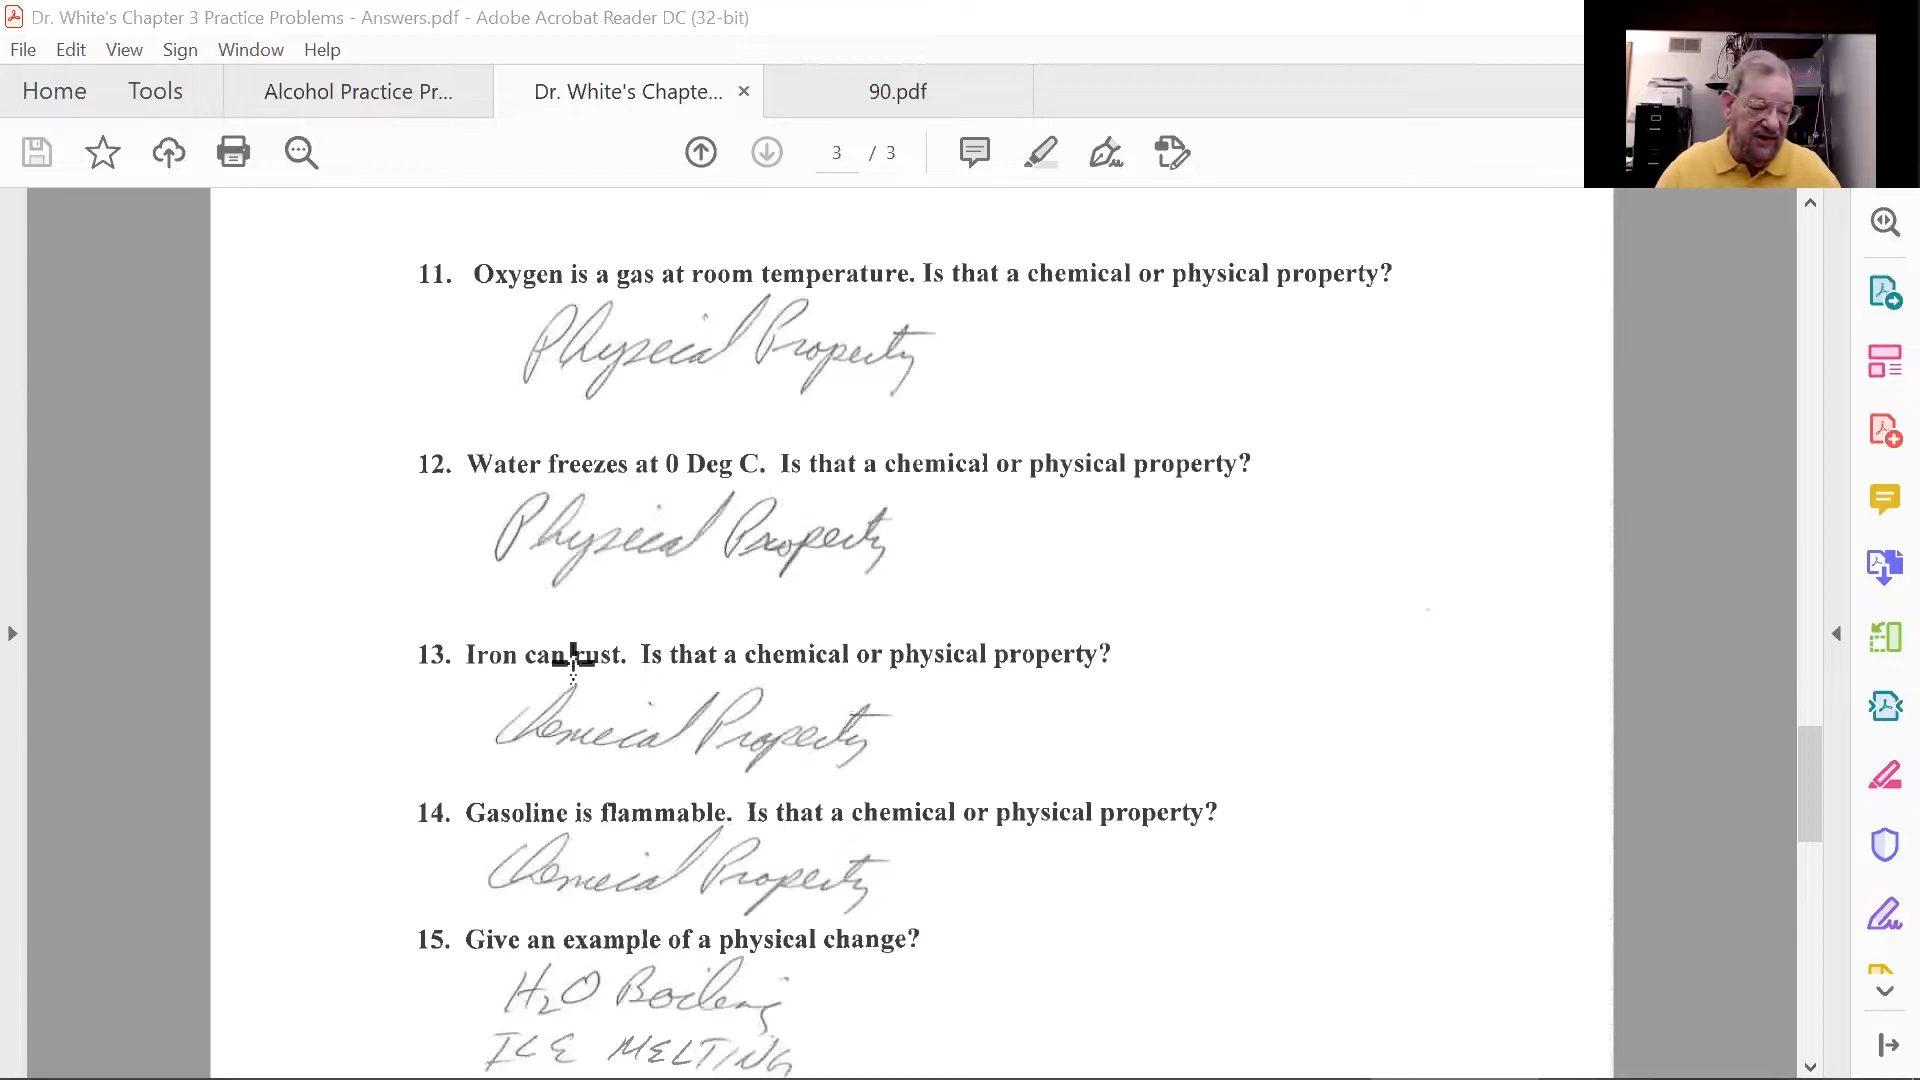 Dr. White's Chapter 3 Practice Problems - Answers.pdf - Adobe Acrobat Reader DC (32-bit)
File Edit View Sign Window Help
Home Tools Alcohol Practice Pr... Dr. White's Chapte... × 90.pdf
3 / 3
11. Oxygen is a gas at room temperature. Is that a chemical or physical property?
Physical Property
12. Water freezes at 0 Deg C. Is that a chemical or physical property?
Physical Property
13. Iron can rust. Is that a chemical or physical property?
Chemical Property
14. Gasoline is flammable. Is that a chemical or physical property?
Chemical Property
15. Give an example of a physical change?
H2O Boiling
ICE MELTING